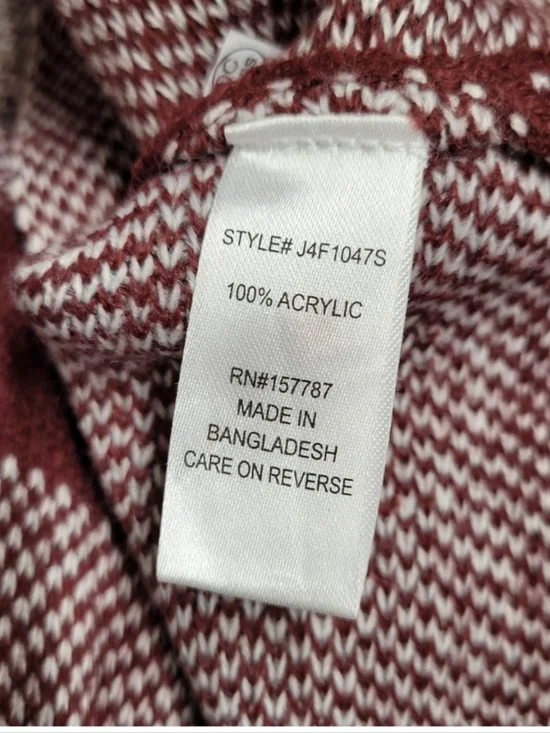 STYLE# J4F1047S
100% ACRYLIC
RN#157787
MADE IN
BANGLADESH
CARE ON REVERSE